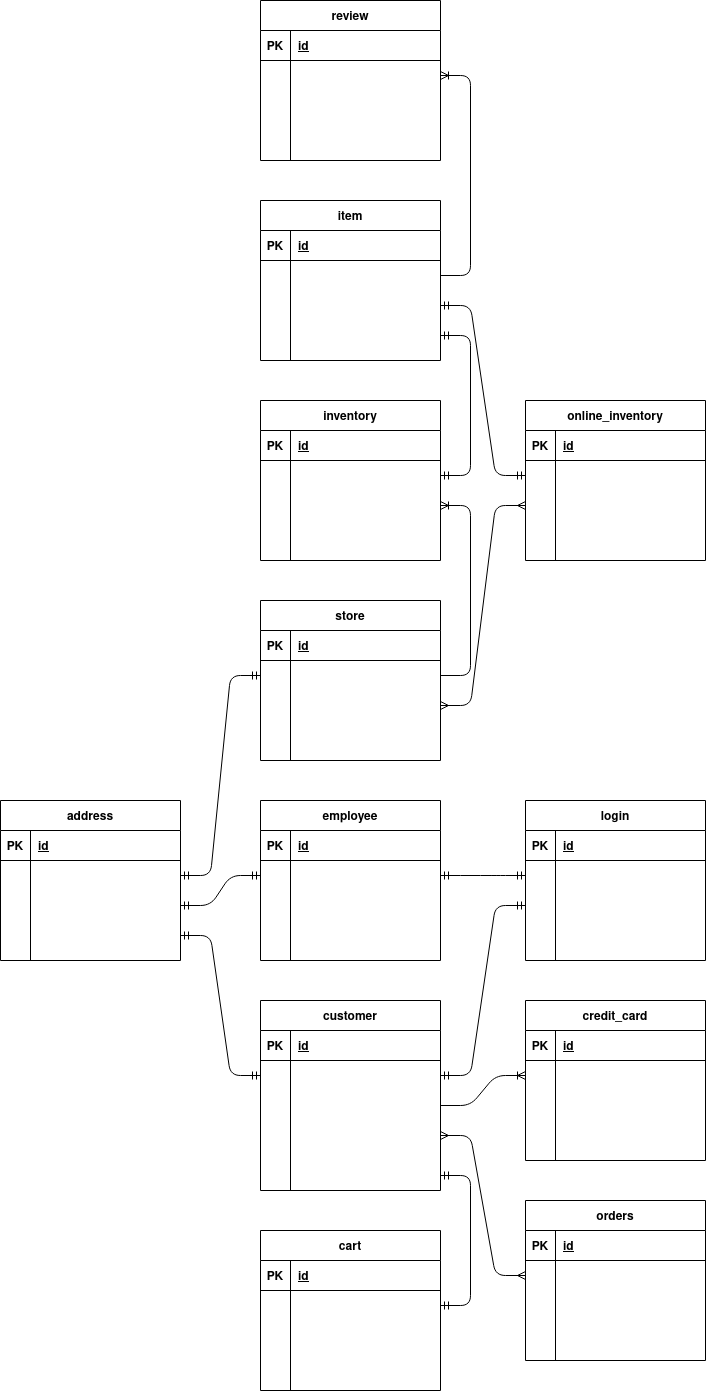 review
PK id
item
PK id
inventory
PK id
online_inventory
PK id
store
PK id
address
PK id
employee
PK id
login
PK id
customer
PK id
credit_card
PK id
orders
PK id
cart
PK id